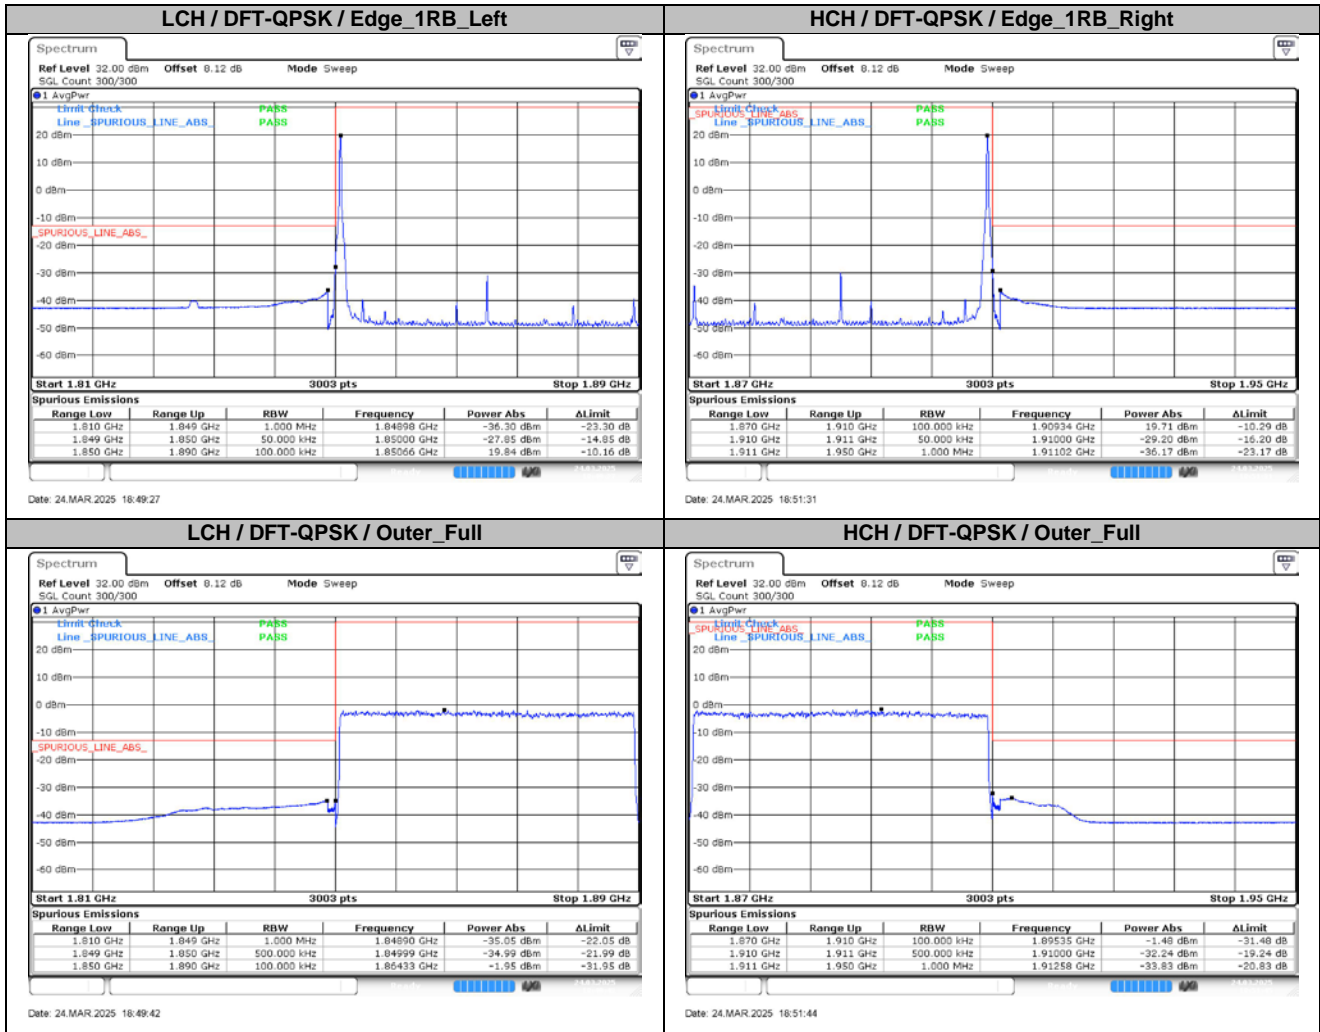 LCH / DFT-QPSK / Edge_1RB_Left
Spectrum
Ref Level 32.00 dBm Offset 8.12 dB Mode Sweep
SGL Count 300/300
1 AvgPwr
Limit Check PASS
Line _SPURIOUS_LINE_ABS_ PASS
20 dBm
10 dBm
0 dBm
-10 dBm
_SPURIOUS_LINE_ABS_
-20 dBm
-30 dBm
-40 dBm
-50 dBm
-60 dBm
Start 1.81 GHz 3003 pts Stop 1.89 GHz
Spurious Emissions
Range Low Range Up RBW Frequency Power Abs ΔLimit
1.810 GHz 1.849 GHz 1.000 MHz 1.84898 GHz -36.30 dBm -23.30 dB
1.849 GHz 1.850 GHz 50.000 kHz 1.85000 GHz -27.85 dBm -14.85 dB
1.850 GHz 1.890 GHz 100.000 kHz 1.85066 GHz 19.84 dBm -10.16 dB
Date: 24.MAR.2025 18:49:27
HCH / DFT-QPSK / Edge_1RB_Right
Spectrum
Ref Level 32.00 dBm Offset 8.12 dB Mode Sweep
SGL Count 300/300
1 AvgPwr
Limit Check PASS
_SPURIOUS_LINE_ABS_
Line _SPURIOUS_LINE_ABS_ PASS
20 dBm
10 dBm
0 dBm
-10 dBm
-20 dBm
-30 dBm
-40 dBm
-50 dBm
-60 dBm
Start 1.87 GHz 3003 pts Stop 1.95 GHz
Spurious Emissions
Range Low Range Up RBW Frequency Power Abs ΔLimit
1.870 GHz 1.910 GHz 100.000 kHz 1.90934 GHz 19.71 dBm -10.29 dB
1.910 GHz 1.911 GHz 50.000 kHz 1.91000 GHz -29.20 dBm -16.20 dB
1.911 GHz 1.950 GHz 1.000 MHz 1.91102 GHz -36.17 dBm -23.17 dB
Date: 24.MAR.2025 18:51:31
LCH / DFT-QPSK / Outer_Full
Spectrum
Ref Level 32.00 dBm Offset 8.12 dB Mode Sweep
SGL Count 300/300
1 AvgPwr
Limit Check PASS
Line _SPURIOUS_LINE_ABS_ PASS
20 dBm
10 dBm
0 dBm
-10 dBm
_SPURIOUS_LINE_ABS_
-20 dBm
-30 dBm
-40 dBm
-50 dBm
-60 dBm
Start 1.81 GHz 3003 pts Stop 1.89 GHz
Spurious Emissions
Range Low Range Up RBW Frequency Power Abs ΔLimit
1.810 GHz 1.849 GHz 1.000 MHz 1.84890 GHz -35.05 dBm -22.05 dB
1.849 GHz 1.850 GHz 500.000 kHz 1.84999 GHz -34.99 dBm -21.99 dB
1.850 GHz 1.890 GHz 100.000 kHz 1.86433 GHz -1.95 dBm -31.95 dB
Date: 24.MAR.2025 18:49:42
HCH / DFT-QPSK / Outer_Full
Spectrum
Ref Level 32.00 dBm Offset 8.12 dB Mode Sweep
SGL Count 300/300
1 AvgPwr
Limit Check PASS
_SPURIOUS_LINE_ABS_
Line _SPURIOUS_LINE_ABS_ PASS
20 dBm
10 dBm
0 dBm
-10 dBm
-20 dBm
-30 dBm
-40 dBm
-50 dBm
-60 dBm
Start 1.87 GHz 3003 pts Stop 1.95 GHz
Spurious Emissions
Range Low Range Up RBW Frequency Power Abs ΔLimit
1.870 GHz 1.910 GHz 100.000 kHz 1.89535 GHz -1.48 dBm -31.48 dB
1.910 GHz 1.911 GHz 500.000 kHz 1.91000 GHz -32.24 dBm -19.24 dB
1.911 GHz 1.950 GHz 1.000 MHz 1.91258 GHz -33.83 dBm -20.83 dB
Date: 24.MAR.2025 18:51:44